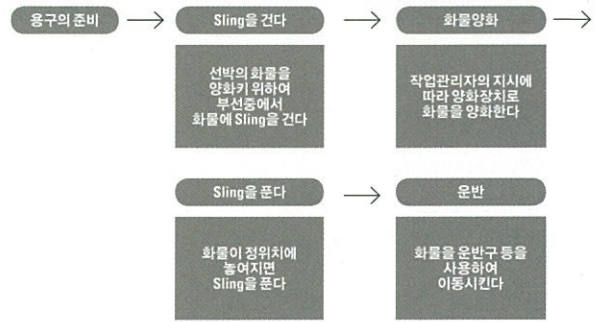 용구의 준비
Sling을 건다
화물양화
선박의 화물을
양화키 위하여
부선중에서
화물에 Sling을 건다
작업관리자의 지시에
따라 양화장치로
화물을 양화한다
Sling을 푼다
운반
화물이 정위치에
놓여지면
Sling을 푼다
화물을 운반구 등을
사용하여
이동시킨다